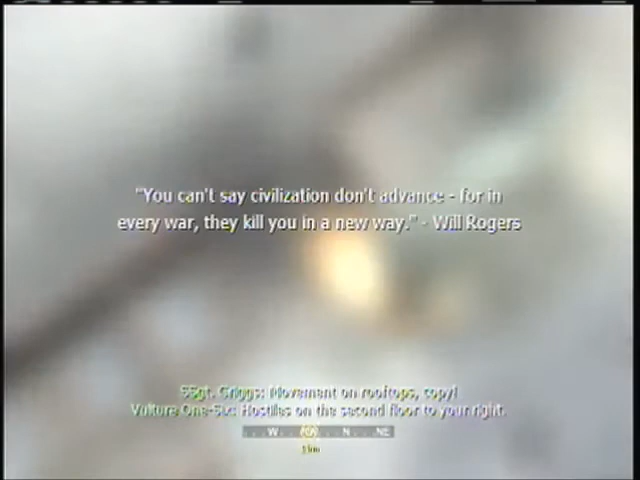 "You can't say civilization don't advance - for in
every war, they kill you in a new way." - Will Rogers
SSgt. Griggs: Movement on rooftops, copy!
Vulture One-Six: Hostiles on the second floor to your right.
W N NE